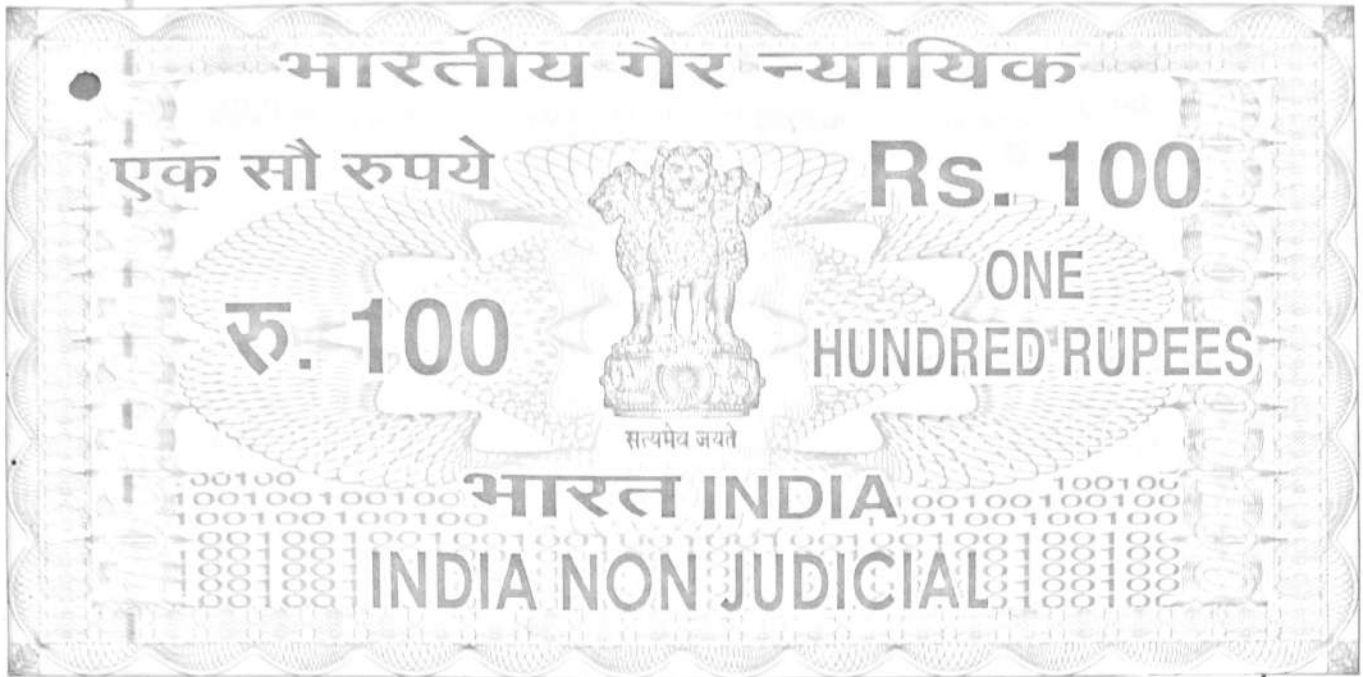 भारतीय गैर न्यायिक
एक सौ रुपये
Rs. 100
रु. 100
ONE
HUNDRED RUPEES
सत्यमेव जयते
भारत INDIA
INDIA NON JUDICIAL